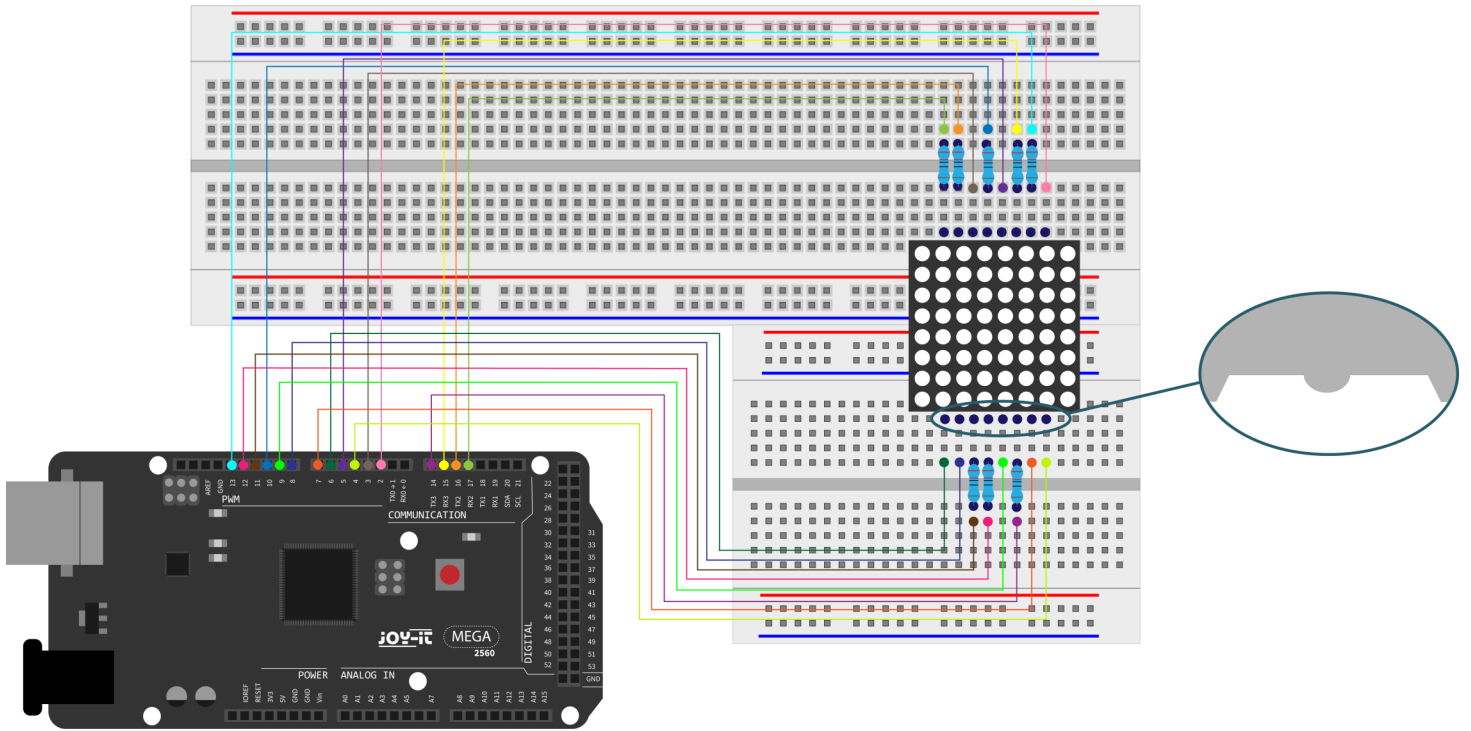 AREF
GND
13
12
11
10
9
8
7
6
5
4
3
2
TX0→1
RX0←0
TX3 14
RX3 15
TX2 16
RX2 17
TX1 18
RX1 19
SDA 20
SCL 21
PWM
COMMUNICATION
22
24
26
28
30 31
32 33
34 35
36 37
38 39
40 41
42 43
44 45
46 47
48 49
50 51
52 53
GND
DIGITAL
JOY-iT
MEGA
2560
POWER
ANALOG IN
IOREF
RESET
3V3
5V
GND
GND
Vin
A0
A1
A2
A3
A4
A5
A7
A8
A9
A10
A11
A12
A13
A14
A15